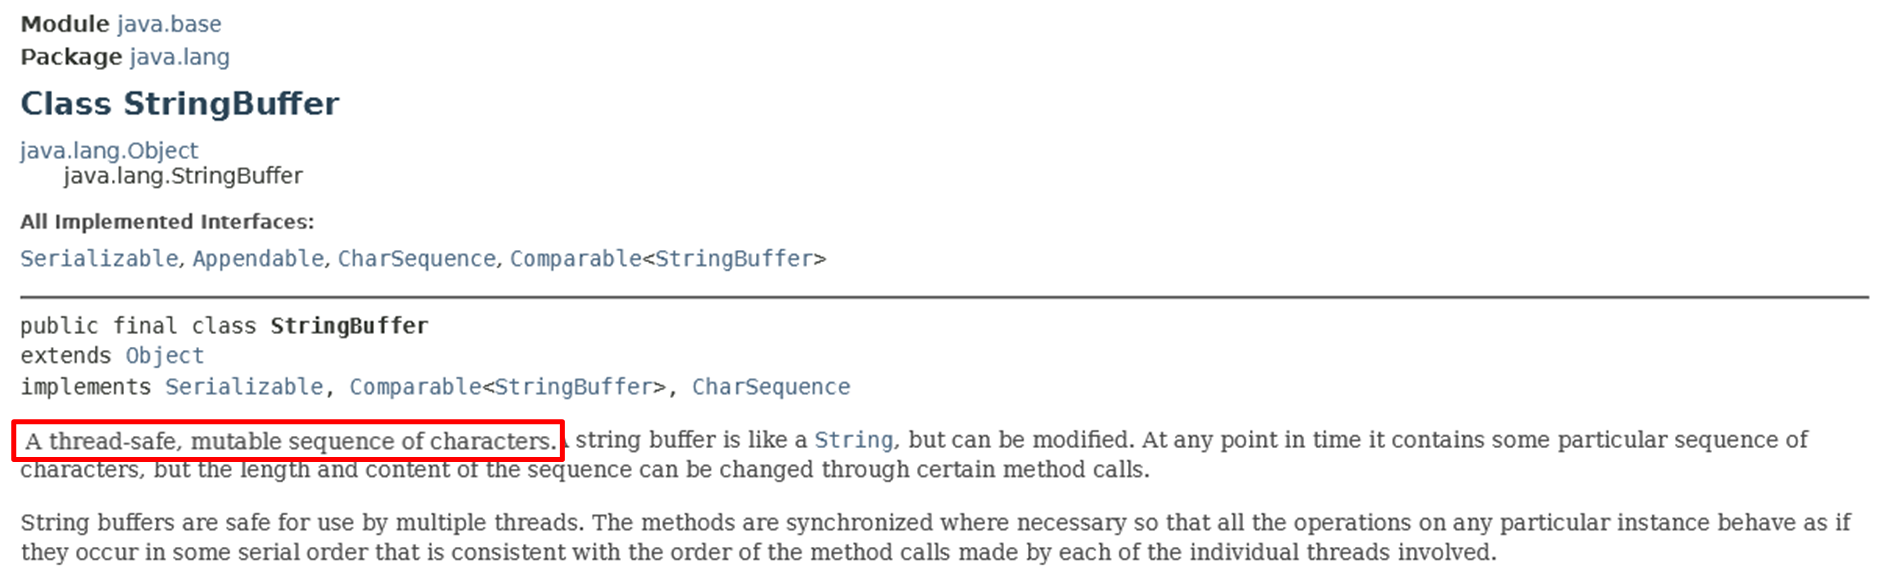 Module java.base
Package java.lang
Class StringBuffer
java.lang.Object
java.lang.StringBuffer
All Implemented Interfaces:
Serializable, Appendable, CharSequence, Comparable<StringBuffer>
public final class StringBuffer
extends Object
implements Serializable, Comparable<StringBuffer>, CharSequence
A thread-safe, mutable sequence of characters. string buffer is like a String, but can be modified. At any point in time it contains some particular sequence of
characters, but the length and content of the sequence can be changed through certain method calls.
String buffers are safe for use by multiple threads. The methods are synchronized where necessary so that all the operations on any particular instance behave as if
they occur in some serial order that is consistent with the order of the method calls made by each of the individual threads involved.